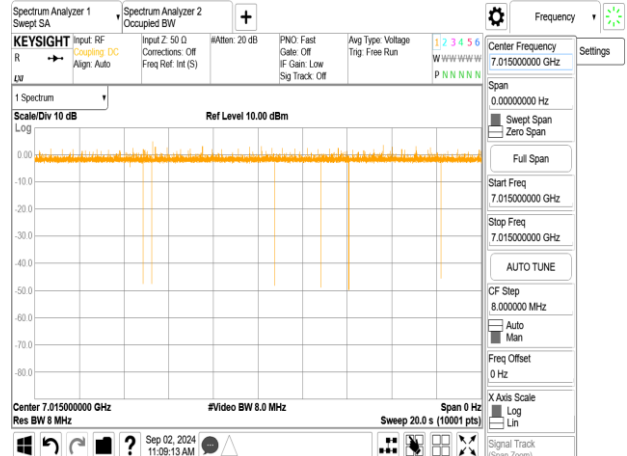 Spectrum Analyzer 1
Swept SA
Spectrum Analyzer 2
Occupied BW
+
Frequency
KEYSIGHT
R
Input: RF
Coupling: DC
Align: Auto
Input Z: 50 Ω
Corrections: Off
Freq Ref: Int (S)
#Atten: 20 dB
PNO: Fast
Gate: Off
IF Gain: Low
Sig Track: Off
Avg Type: Voltage
Trig: Free Run
1 2 3 4 5 6
W W W W W W
P N N N N N
LXI
1 Spectrum
Scale/Div 10 dB
Ref Level 10.00 dBm
Log
0.00
-10.0
-20.0
-30.0
-40.0
-50.0
-60.0
-70.0
-80.0
Center 7.015000000 GHz
#Video BW 8.0 MHz
Span 0 Hz
Res BW 8 MHz
Sweep 20.0 s (10001 pts)
?
Sep 02, 2024
11:09:13 AM
Center Frequency
7.015000000 GHz
Settings
Span
0.00000000 Hz
Swept Span
Zero Span
Full Span
Start Freq
7.015000000 GHz
Stop Freq
7.015000000 GHz
AUTO TUNE
CF Step
8.000000 MHz
Auto
Man
Freq Offset
0 Hz
X Axis Scale
Log
Lin
Signal Track
(Span Zoom)